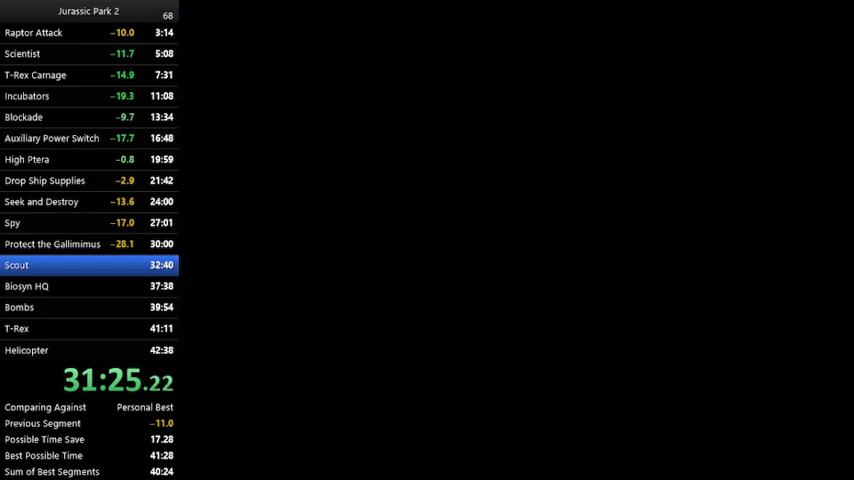 Jurassic Park 2
68
Raptor Attack −10.0 3:14
Scientist −11.7 5:08
T-Rex Carnage −14.9 7:31
Incubators −19.3 11:08
Blockade −9.7 13:34
Auxiliary Power Switch −17.7 16:48
High Ptera −0.8 19:59
Drop Ship Supplies −2.9 21:42
Seek and Destroy −13.6 24:00
Spy −17.0 27:01
Protect the Gallimimus −28.1 30:00
Scout 32:40
Biosyn HQ 37:38
Bombs 39:54
T-Rex 41:11
Helicopter 42:38
31:25.22
Comparing Against Personal Best
Previous Segment −11.0
Possible Time Save 17.28
Best Possible Time 41:28
Sum of Best Segments 40:24